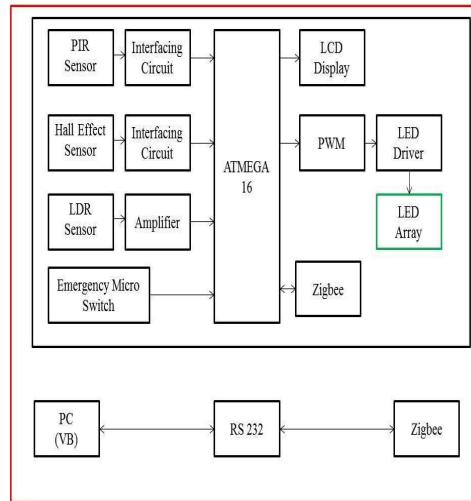 PIR
Sensor
Interfacing
Circuit
LCD
Display
Hall Effect
Sensor
Interfacing
Circuit
ATMEGA
16
PWM
LED
Driver
LDR
Sensor
Amplifier
LED
Array
Emergency Micro
Switch
Zigbee
PC
(VB)
RS 232
Zigbee